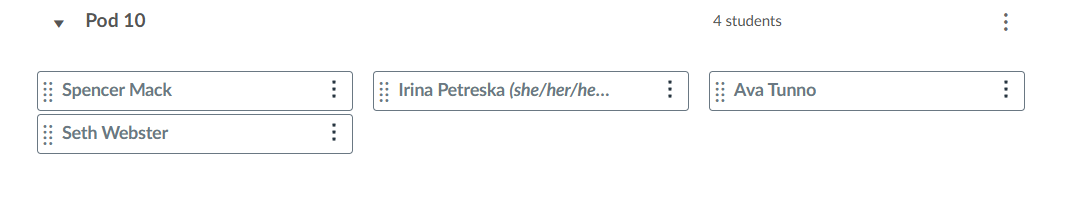 Pod 10 4 students
Spencer Mack Irina Petreska (she/her/he... Ava Tunno
Seth Webster